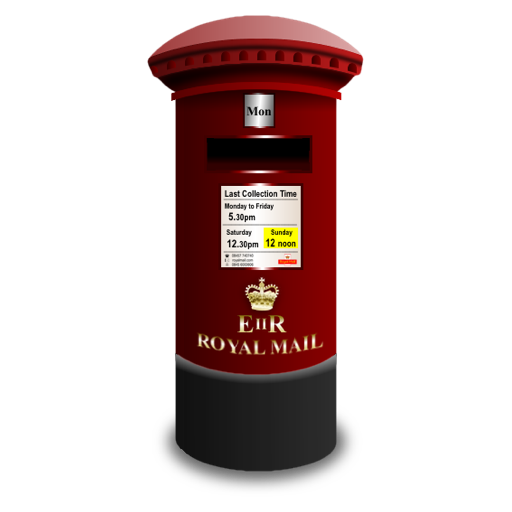 Mon
Last Collection Time
Monday to Friday
5.30pm
Saturday Sunday
12.30pm 12 noon
EIIR
ROYAL MAIL